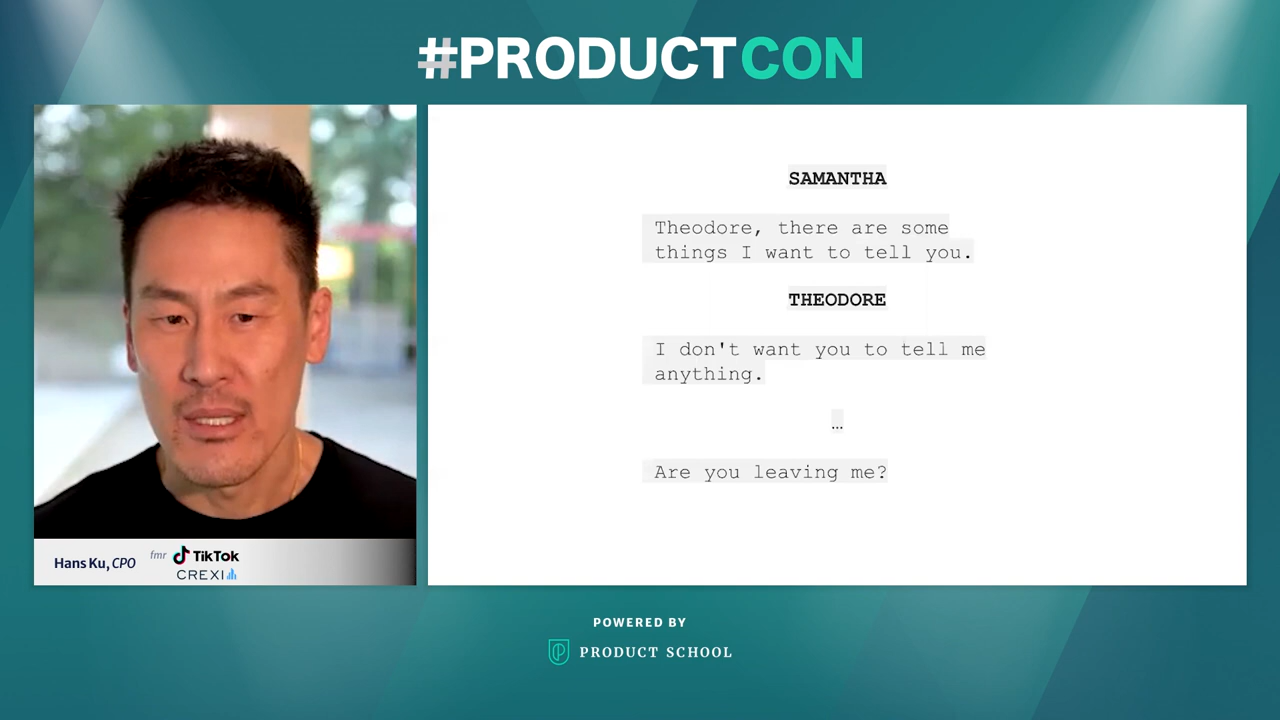 #PRODUCTCON
SAMANTHA
Theodore, there are some
things I want to tell you.
THEODORE
I don't want you to tell me
anything.
…
Are you leaving me?
Hans Ku, CPO
fmr TikTok
CREXI
POWERED BY
PRODUCT SCHOOL